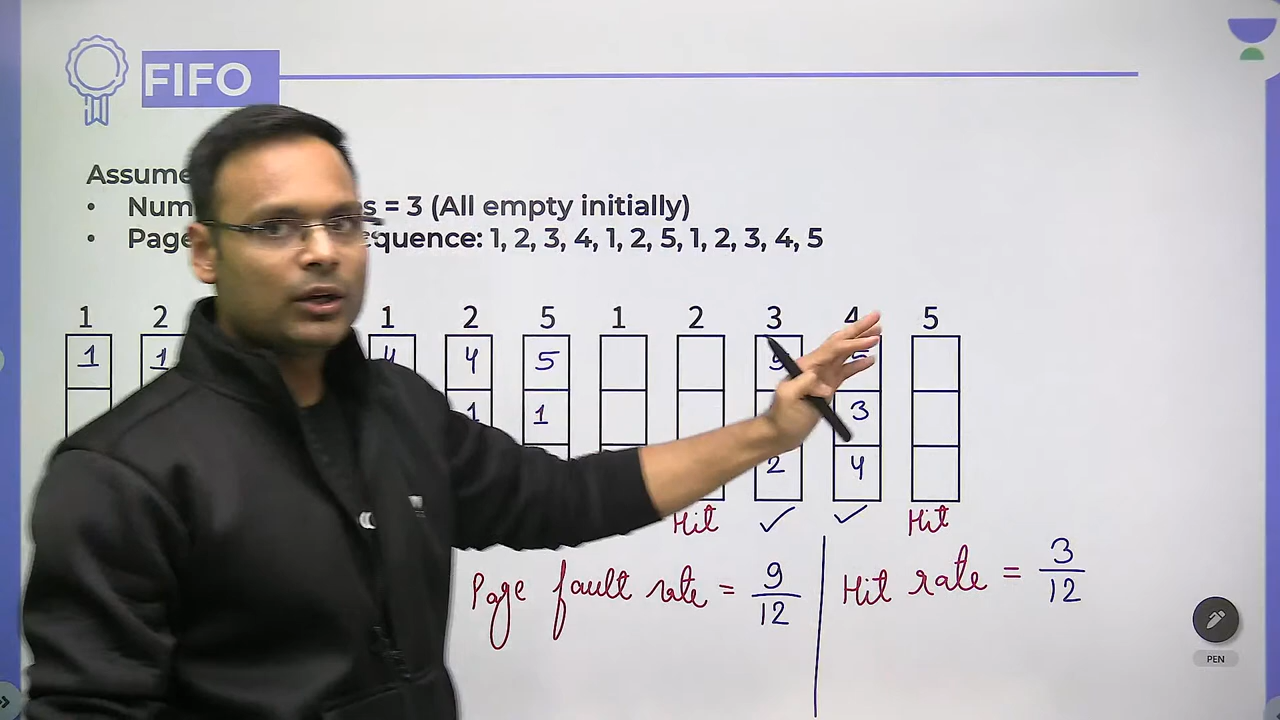 FIFO
Assume
• Num s = 3 (All empty initially)
• Page equence: 1, 2, 3, 4, 1, 2, 5, 1, 2, 3, 4, 5
1 2 1 2 5 1 2 3 4 5
1 1 4 4 5 5
1 1 3
2 4
Hit ✓ ✓ Hit
Page fault rate = 9/12 Hit rate = 3/12
PEN